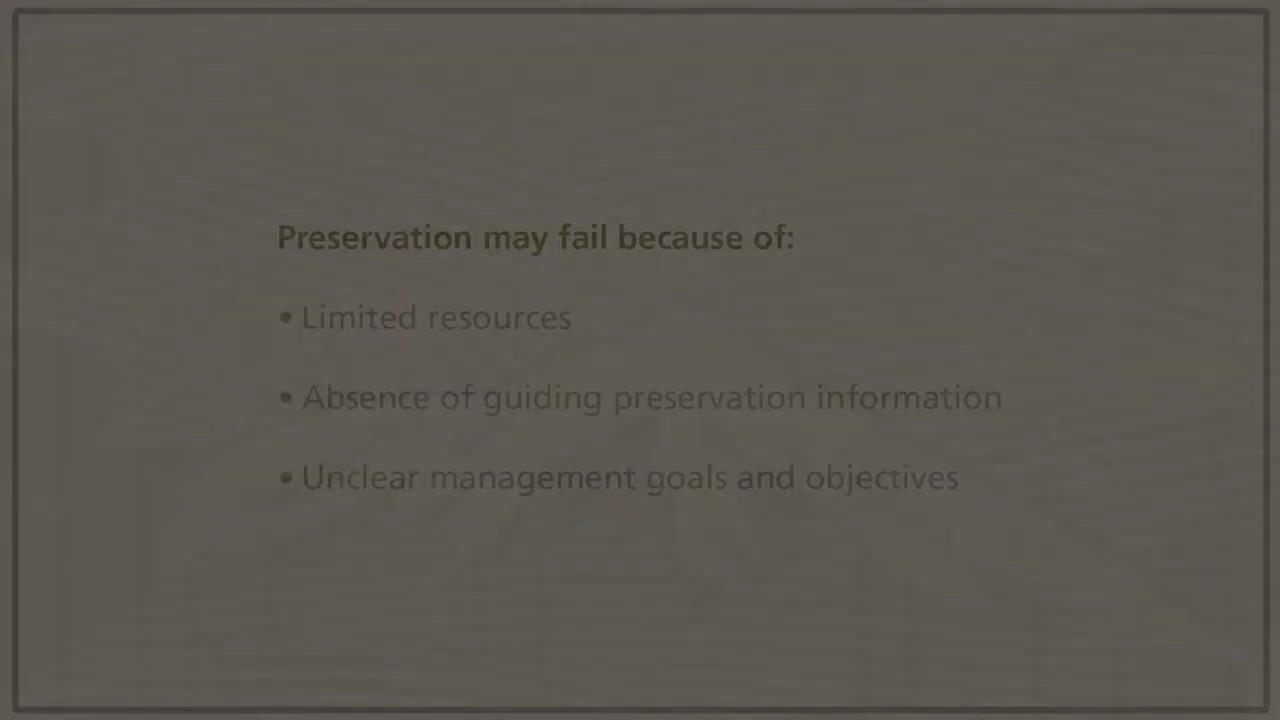 Preservation may fail because of:
• Limited resources
• Absence of guiding preservation information
• Unclear management goals and objectives